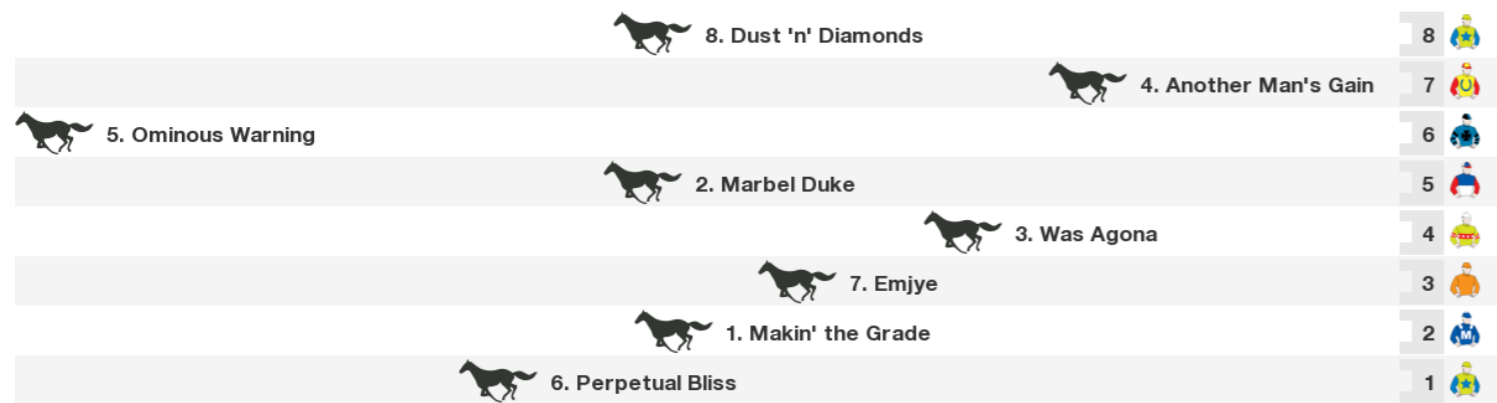 8. Dust 'n' Diamonds 8
4. Another Man's Gain 7
5. Ominous Warning 6
2. Marbel Duke 5
3. Was Agona 4
7. Emjye 3
1. Makin' the Grade 2 M
6. Perpetual Bliss 1